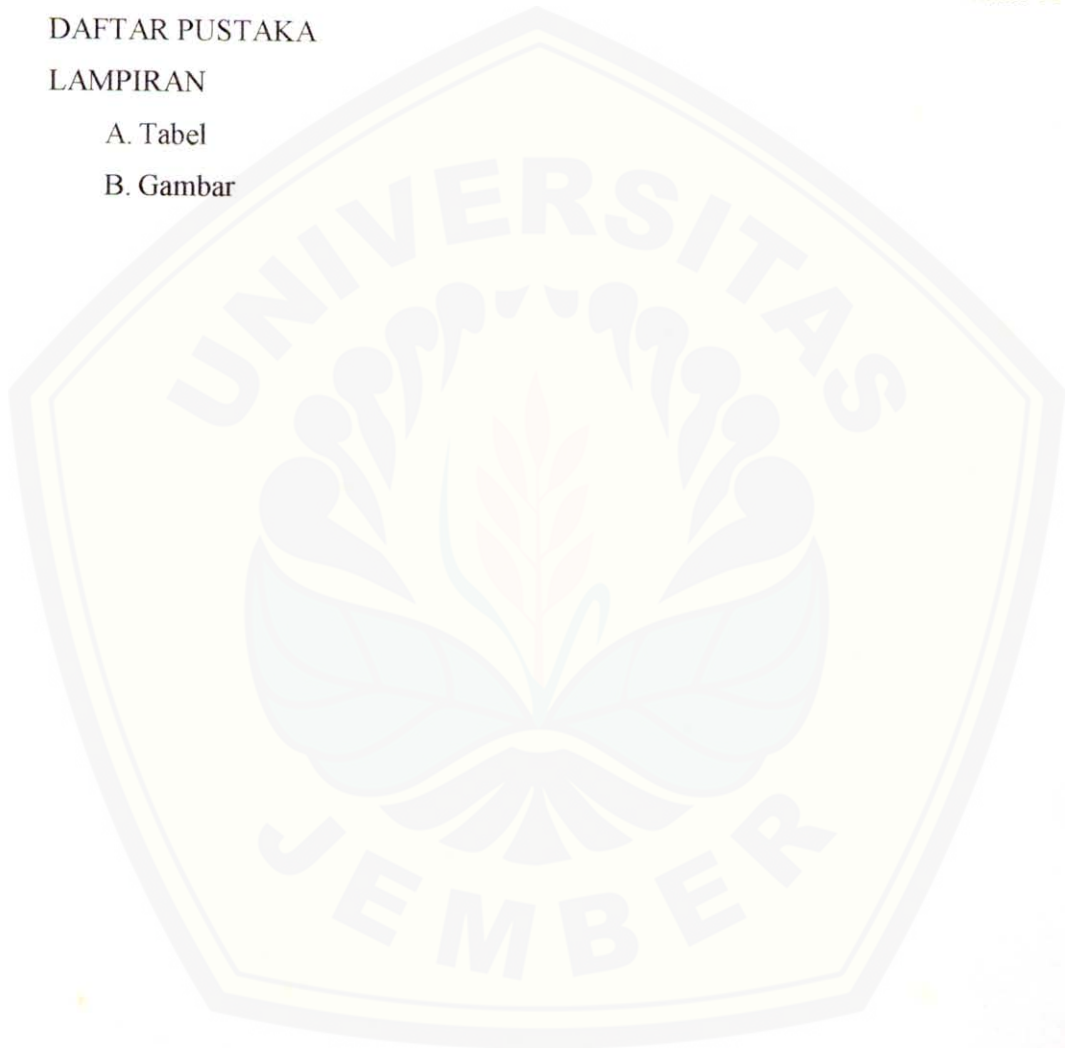 DAFTAR PUSTAKA
LAMPIRAN
A. Tabel
B. Gambar
UNIVERSITAS
JEMBER